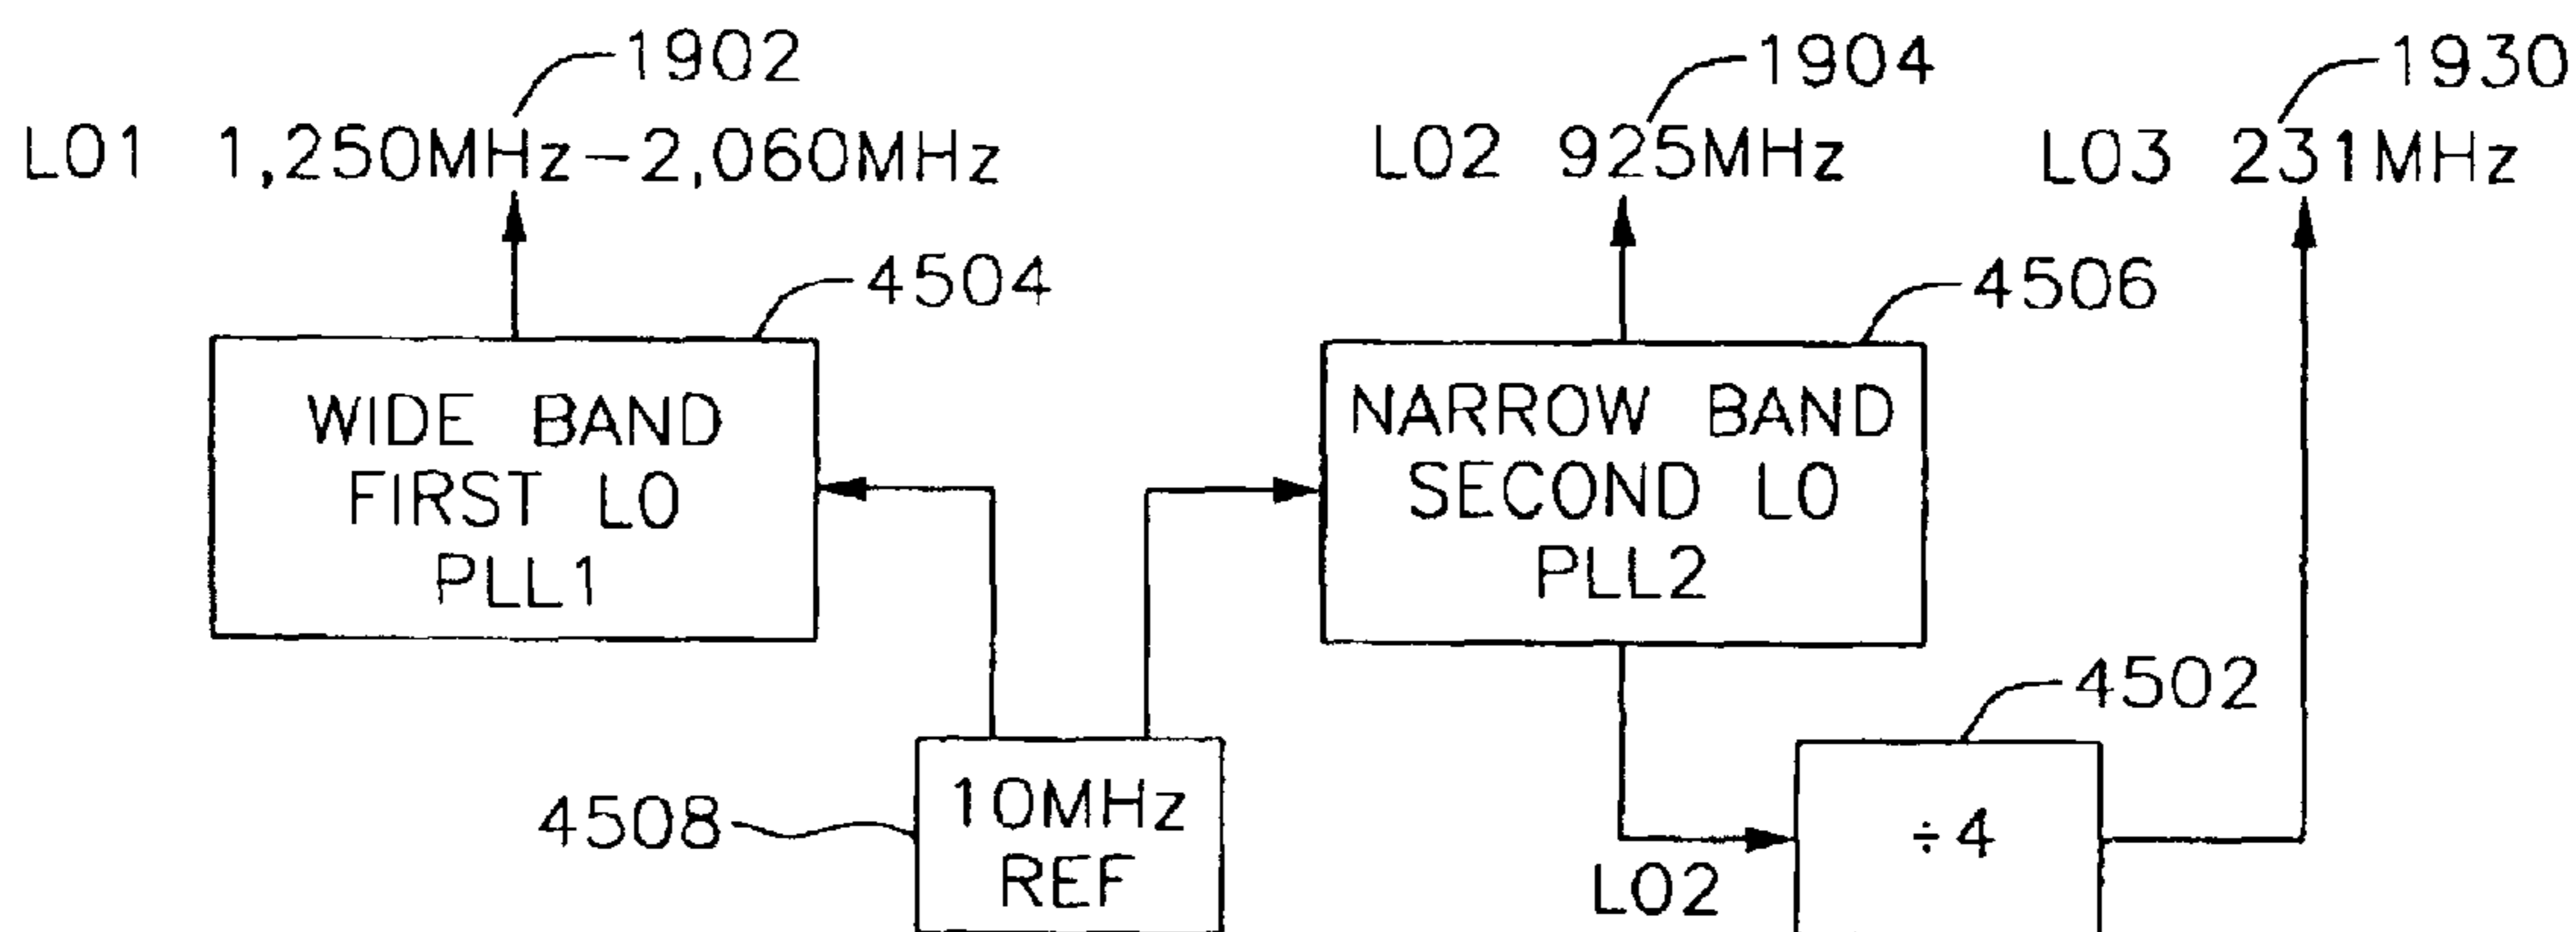 1902
1904
1930
LO1 1,250MHz-2,060MHz
LO2 925MHz
LO3 231MHz
4504
4506
WIDE BAND
FIRST LO
PLL1
NARROW BAND
SECOND LO
PLL2
4502
4508
10MHz
REF
÷4
LO2